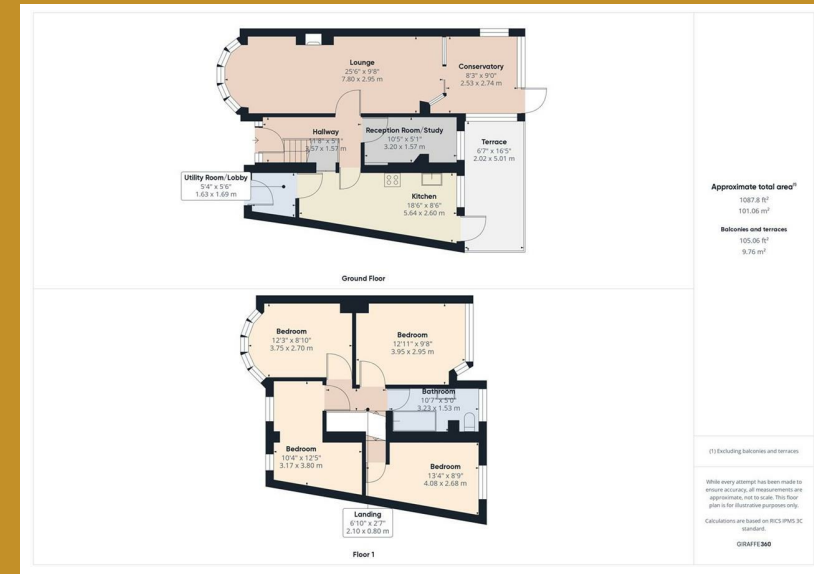 Lounge
25'6" x 9'8"
7.80 x 2.95 m
Conservatory
8'3" x 9'0"
2.53 x 2.74 m
Hallway
11'8" x 5'1"
3.57 x 1.57 m
Reception Room/Study
10'5" x 5'1"
3.20 x 1.57 m
Terrace
6'7" x 16'5"
2.02 x 5.01 m
Utility Room/Lobby
5'4" x 5'6"
1.63 x 1.69 m
Kitchen
18'6" x 8'6"
5.64 x 2.60 m
Ground Floor
Bedroom
12'3" x 8'10"
3.75 x 2.70 m
Bedroom
12'11" x 9'8"
3.95 x 2.95 m
Bathroom
10'7" x 5'0"
3.23 x 1.53 m
Bedroom
10'4" x 12'5"
3.17 x 3.80 m
Bedroom
13'4" x 8'9"
4.08 x 2.68 m
Landing
6'10" x 2'7"
2.10 x 0.80 m
Floor 1
Approximate total area⁽¹⁾
1087.8 ft²
101.06 m²
Balconies and terraces
105.06 ft²
9.76 m²
(1) Excluding balconies and terraces
While every attempt has been made to
ensure accuracy, all measurements are
approximate, not to scale. This floor
plan is for illustrative purposes only.
Calculations are based on RICS IPMS 3C
standard.
GIRAFFE360